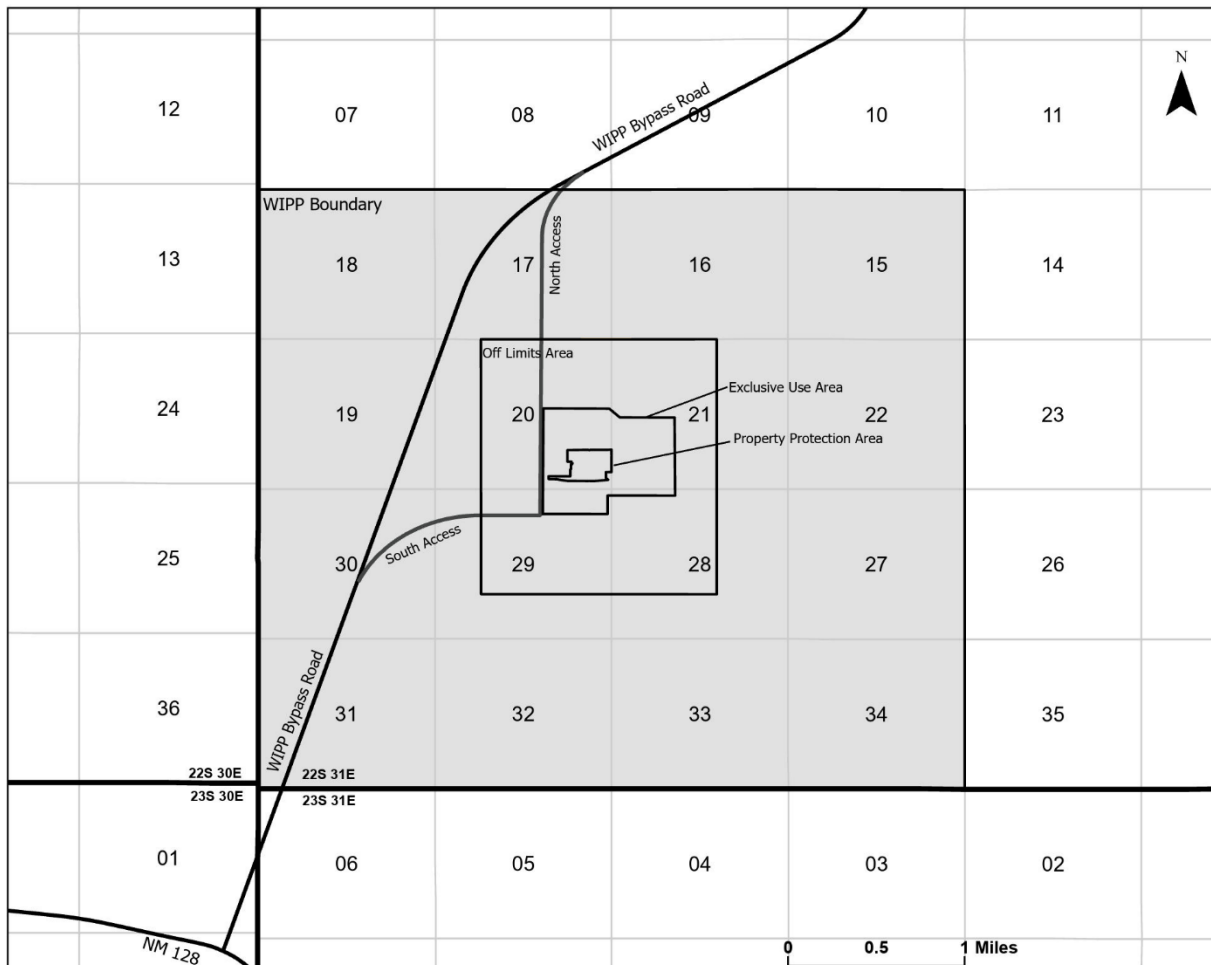 N
12
07
08
WIPP Bypass Road
09
10
11
WIPP Boundary
13
18
17
North Access
16
15
14
Off Limits Area
Exclusive Use Area
24
19
20
21
22
23
Property Protection Area
South Access
25
30
29
28
27
26
WIPP Bypass Road
36
31
32
33
34
35
22S 30E
22S 31E
23S 30E
23S 31E
01
06
05
04
03
02
NM 128
0 0.5 1 Miles